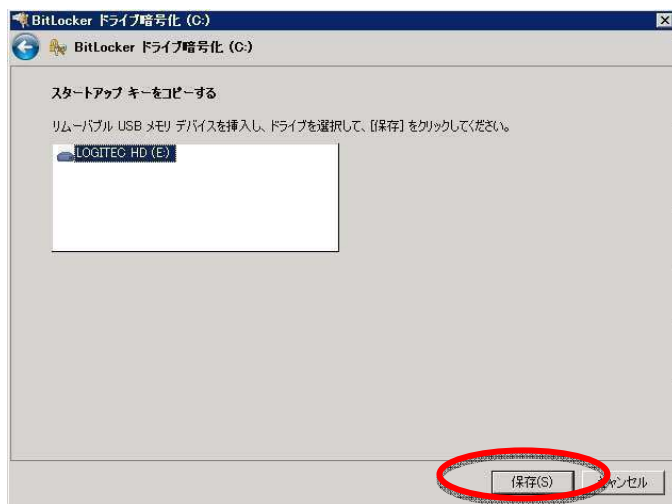 BitLocker ドライブ暗号化 (C:)
BitLocker ドライブ暗号化 (C:)
スタートアップ キーをコピーする
リムーバブル USB メモリ デバイスを挿入し、ドライブを選択して、[保存] をクリックしてください。
LOGITEC HD (E:)
保存(S)
キャンセル